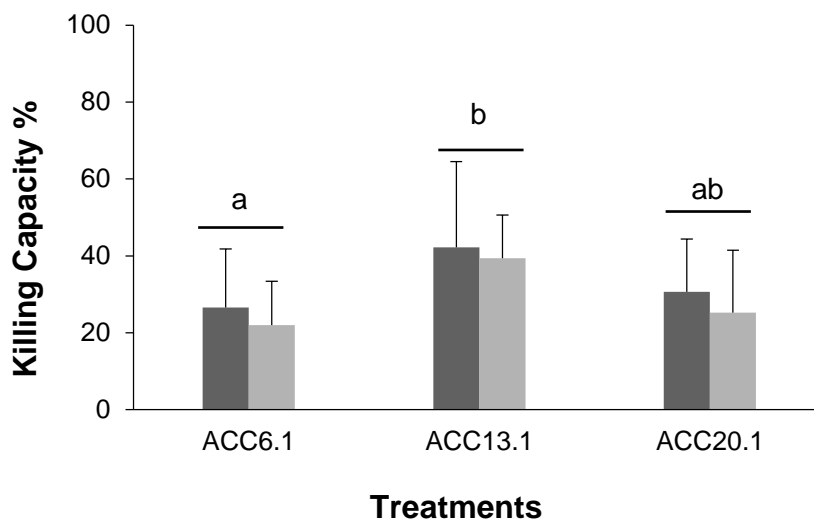 100
80
60
40
20
0
Killing Capacity %
a
b
ab
ACC6.1
ACC13.1
ACC20.1
Treatments